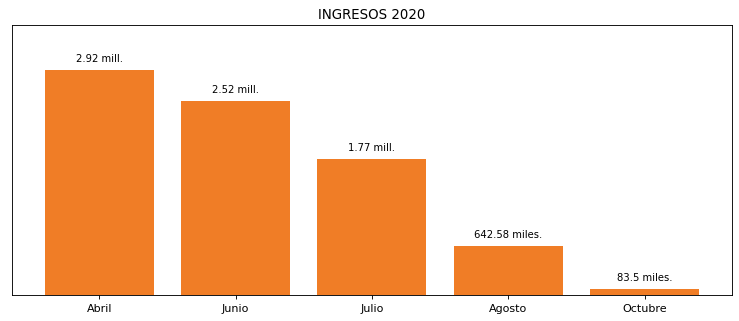 INGRESOS 2020
2.92 mill.
2.52 mill.
1.77 mill.
642.58 miles.
83.5 miles.
Abril
Junio
Julio
Agosto
Octubre